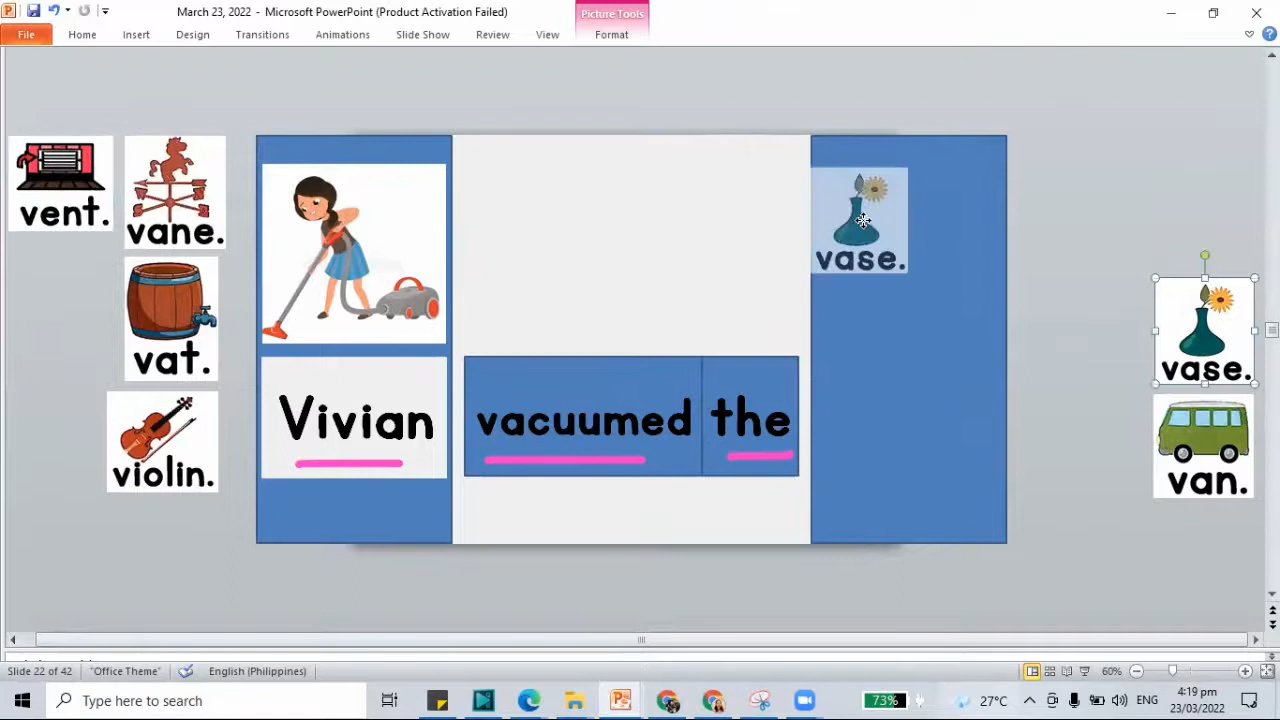 March 23, 2022 - Microsoft PowerPoint (Product Activation Failed)
Picture Tools
File Home Insert Design Transitions Animations Slide Show Review View Format
vent.
vane.
vat.
violin.
Vivian vacuumed the
vase.
vase.
van.
Slide 22 of 42 "Office Theme" English (Philippines) 60%
Type here to search
73% 27°C ENG
4:19 pm
23/03/2022